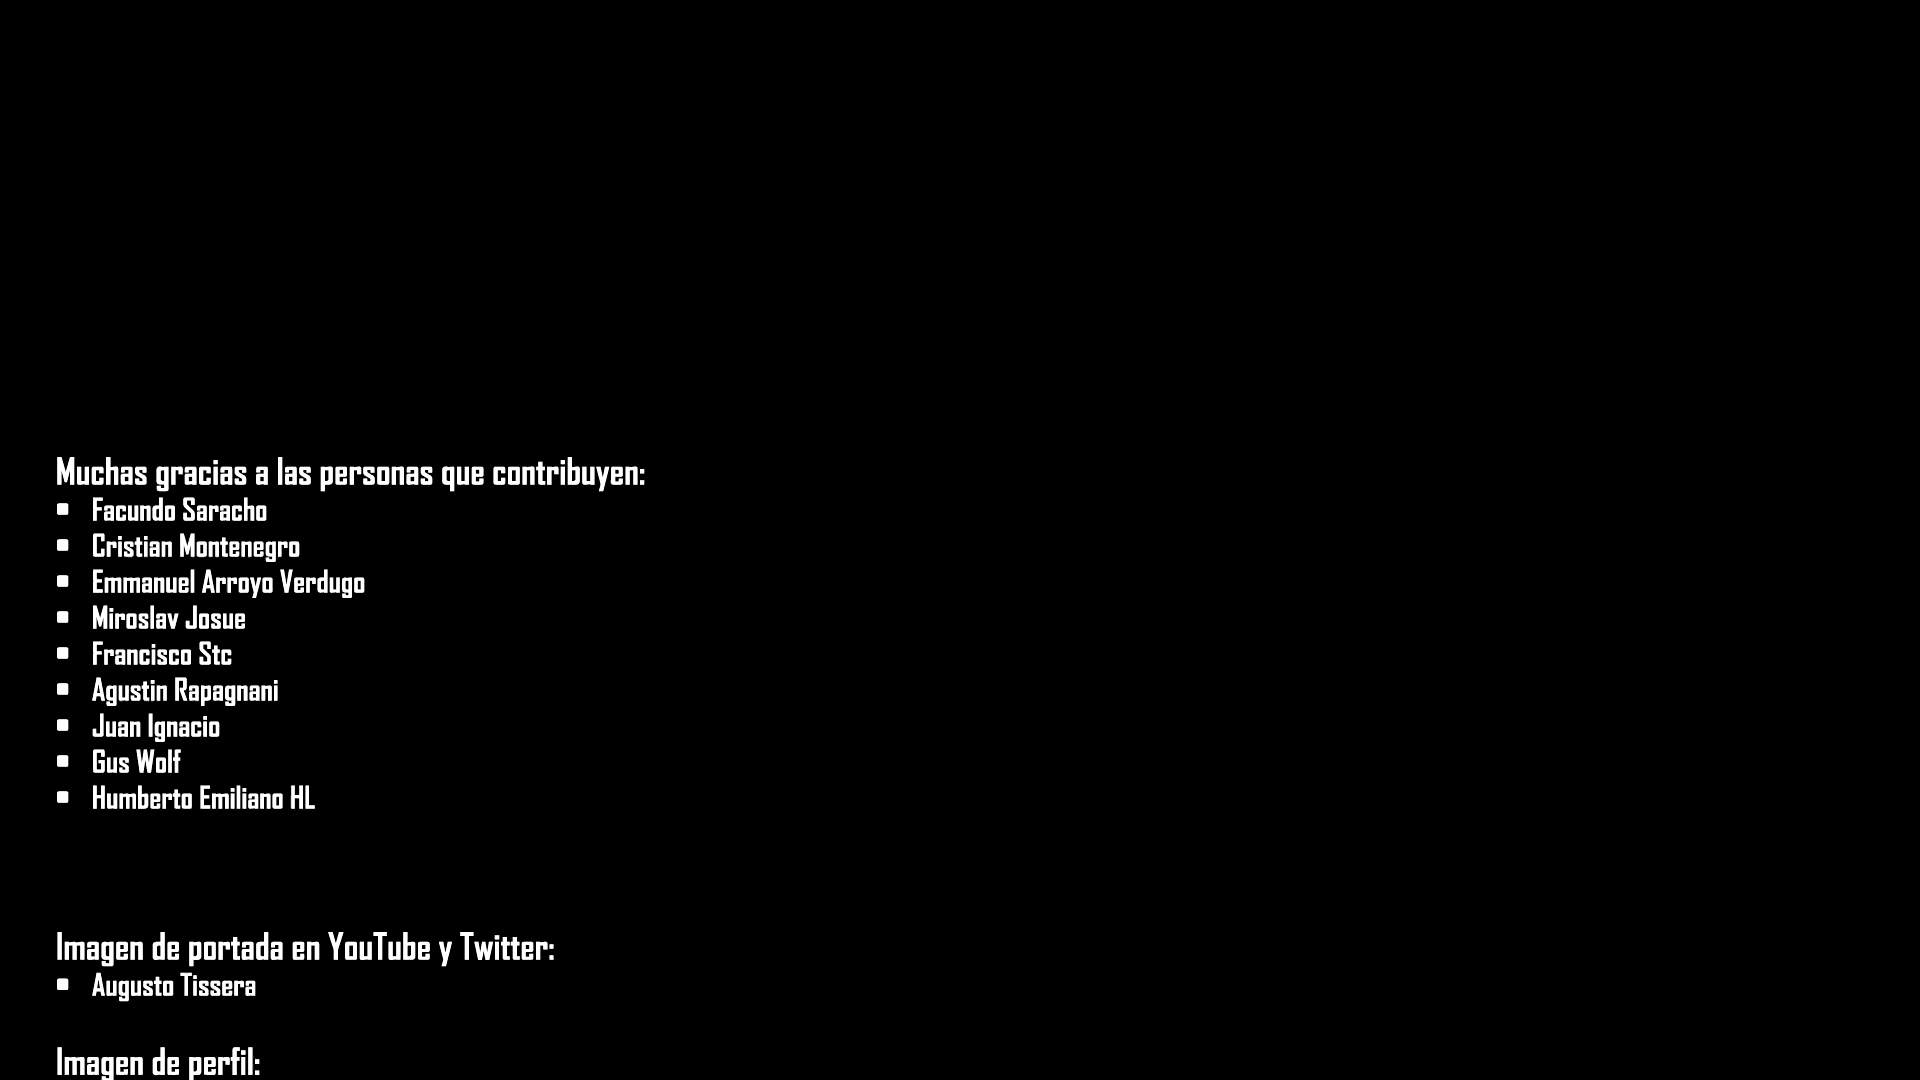 Muchas gracias a las personas que contribuyen:
▪ Facundo Saracho
▪ Cristian Montenegro
▪ Emmanuel Arroyo Verdugo
▪ Miroslav Josue
▪ Francisco Stc
▪ Agustin Rapagnani
▪ Juan Ignacio
▪ Gus Wolf
▪ Humberto Emiliano HL
Imagen de portada en YouTube y Twitter:
▪ Augusto Tissera
Imagen de perfil: